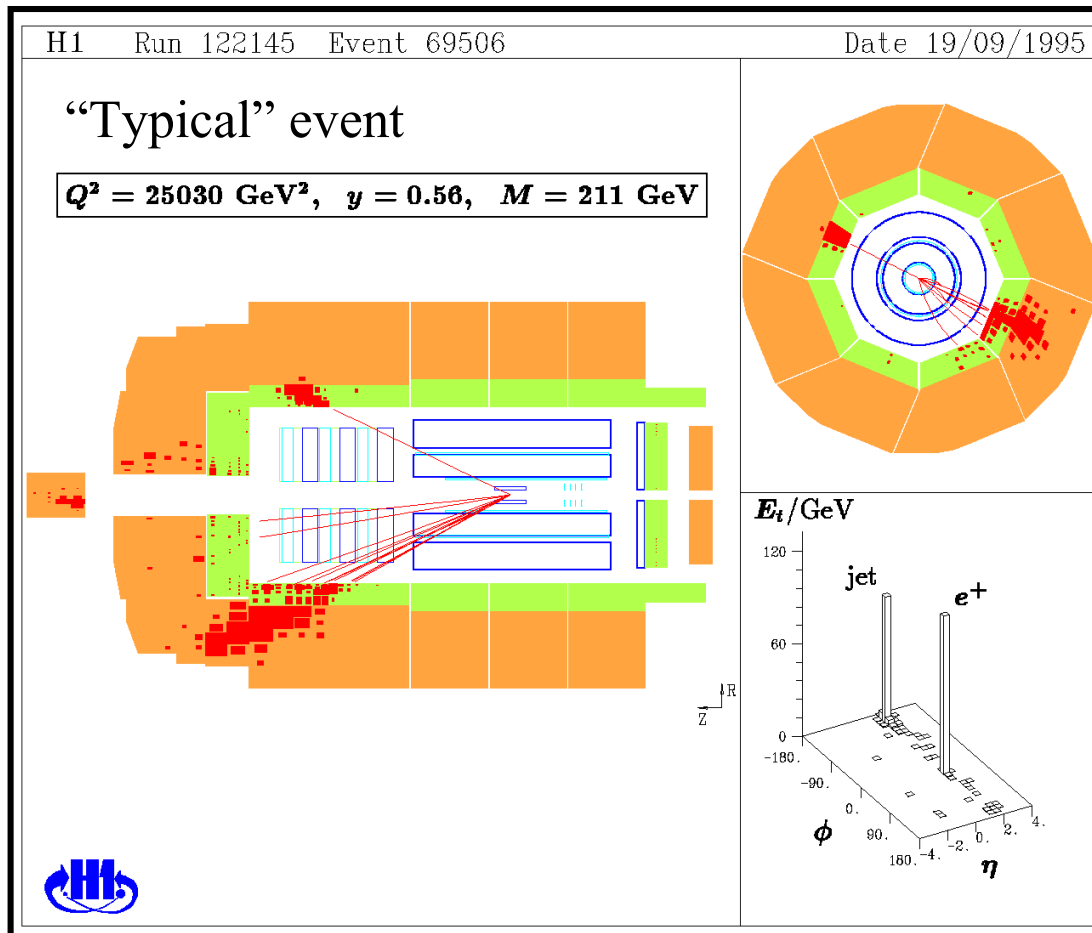 H1 Run 122145 Event 69506 Date 19/09/1995
“Typical” event
Q² = 25030 GeV², y = 0.56, M = 211 GeV
R
Z
E_t/GeV
120
jet
e⁺
60
0
-180.
-90.
0.
90.
180.
ϕ
-4.
-2.
0.
2.
4.
η
H1